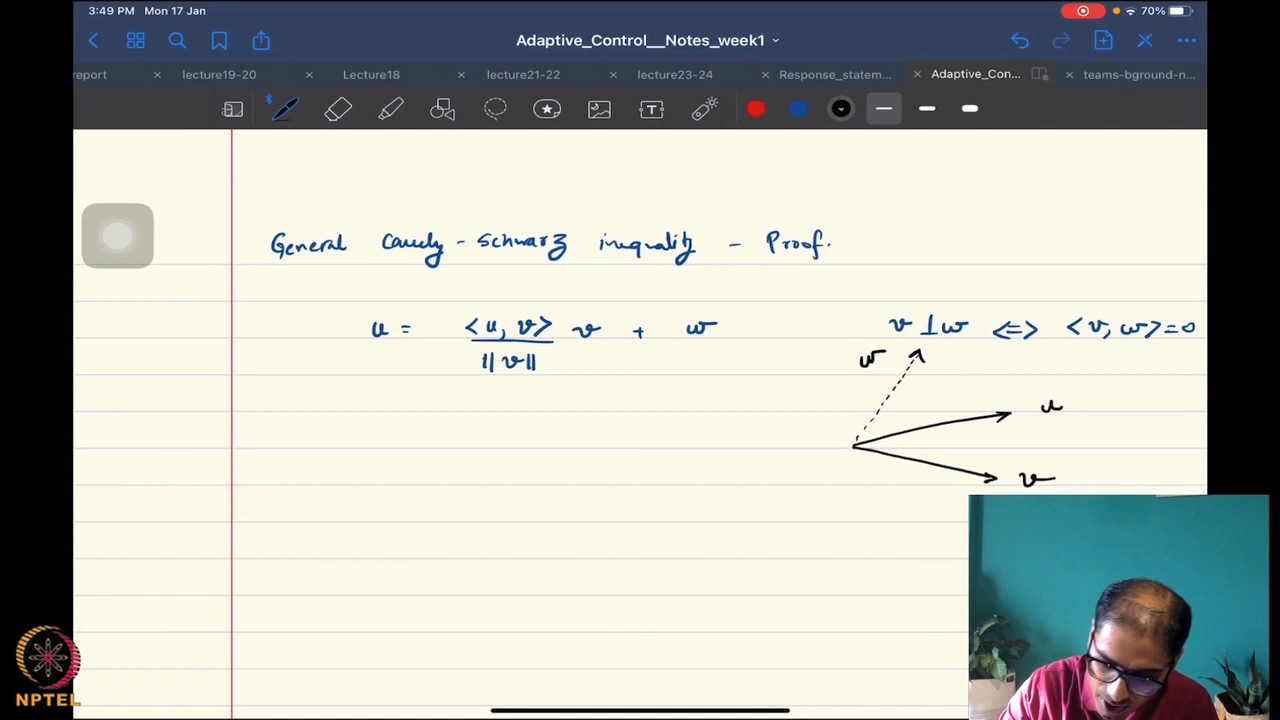 3:49 PM Mon 17 Jan
70%
Adaptive_Control__Notes_week1
report
lecture19-20
Lecture18
lecture21-22
lecture23-24
Response_statem...
Adaptive_Con...
teams-bground-n...
General Caucly - Schwarz inequality - Proof.
u = <u, v> v + w
||v||
v ⊥ w <=> <v, w> = 0
w
u
v
NPTEL